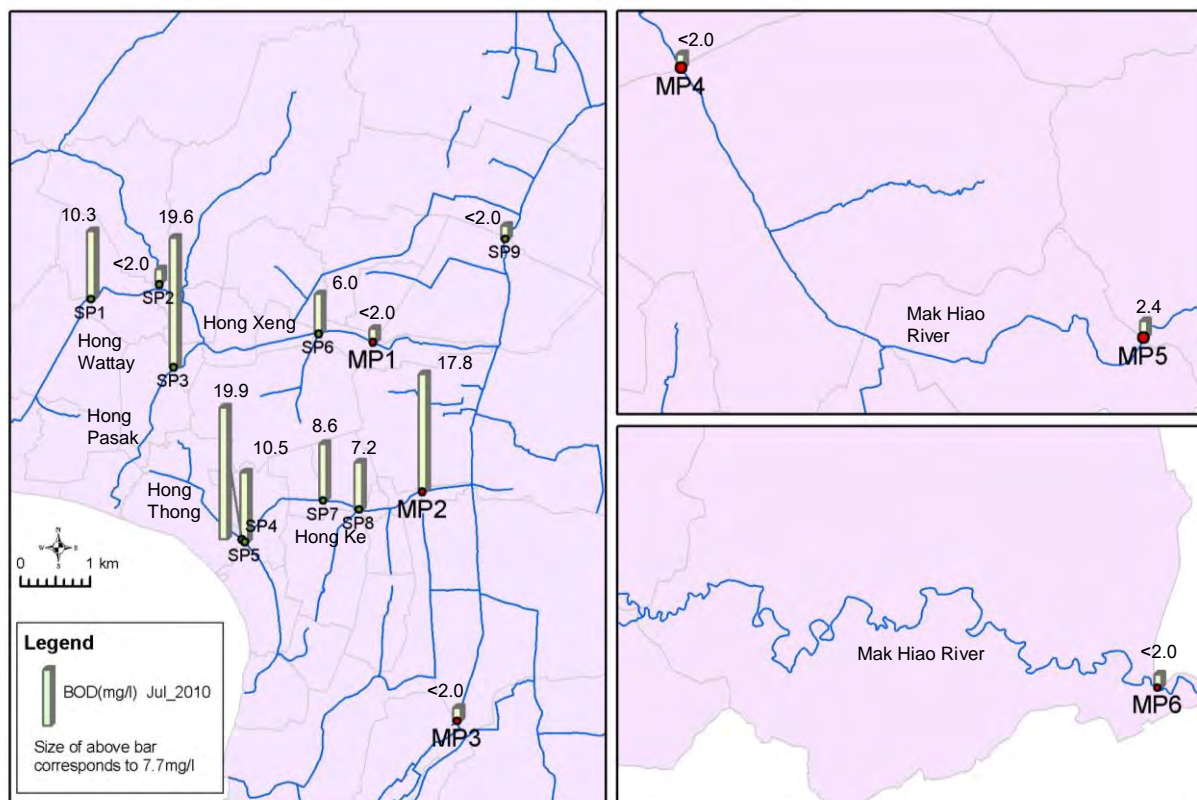 10.3
19.6
<2.0
<2.0
SP1
SP2
SP9
6.0
Hong Xeng
<2.0
SP6
MP1
Hong
Wattay
SP3
17.8
19.9
Hong
Pasak
8.6
10.5
7.2
Hong
Thong
SP4
SP7
SP8
MP2
SP5
Hong Ke
N
W
E
S
0
1 km
Legend
BOD(mg/l) Jul_2010
Size of above bar
corresponds to 7.7mg/l
<2.0
MP3
<2.0
MP4
Mak Hiao
River
2.4
MP5
Mak Hiao River
<2.0
MP6